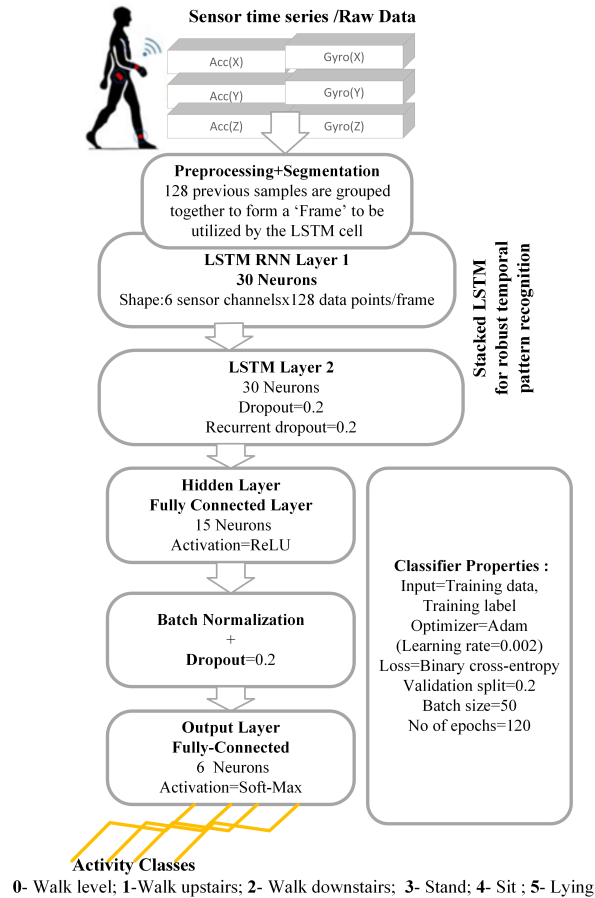 Sensor time series /Raw Data
Acc(X)
Gyro(X)
Acc(Y)
Gyro(Y)
Acc(Z)
Gyro(Z)
Preprocessing+Segmentation
128 previous samples are grouped
together to form a ‘Frame’ to be
utilized by the LSTM cell
LSTM RNN Layer 1
30 Neurons
Shape:6 sensor channelsx128 data points/frame
LSTM Layer 2
30 Neurons
Dropout=0.2
Recurrent dropout=0.2
Stacked LSTM
for robust temporal
pattern recognition
Hidden Layer
Fully Connected Layer
15 Neurons
Activation=ReLU
Batch Normalization
+
Dropout=0.2
Output Layer
Fully-Connected
6 Neurons
Activation=Soft-Max
Classifier Properties :
Input=Training data,
Training label
Optimizer=Adam
(Learning rate=0.002)
Loss=Binary cross-entropy
Validation split=0.2
Batch size=50
No of epochs=120
Activity Classes
0- Walk level; 1-Walk upstairs; 2- Walk downstairs; 3- Stand; 4- Sit ; 5- Lying